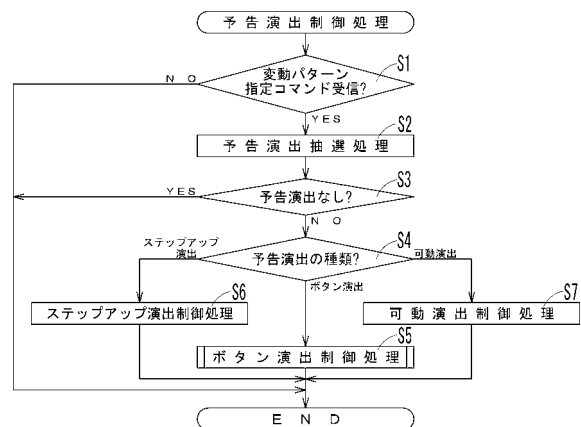 予告演出制御処理
S1
変動パターン
指定コマンド受信?
NO
YES
S2
予告演出抽選処理
S3
予告演出なし?
YES
NO
S4
予告演出の種類?
ステップアップ
演出
可動演出
ボタン演出
S6
ステップアップ演出制御処理
S7
可動演出制御処理
S5
ボタン演出制御処理
END